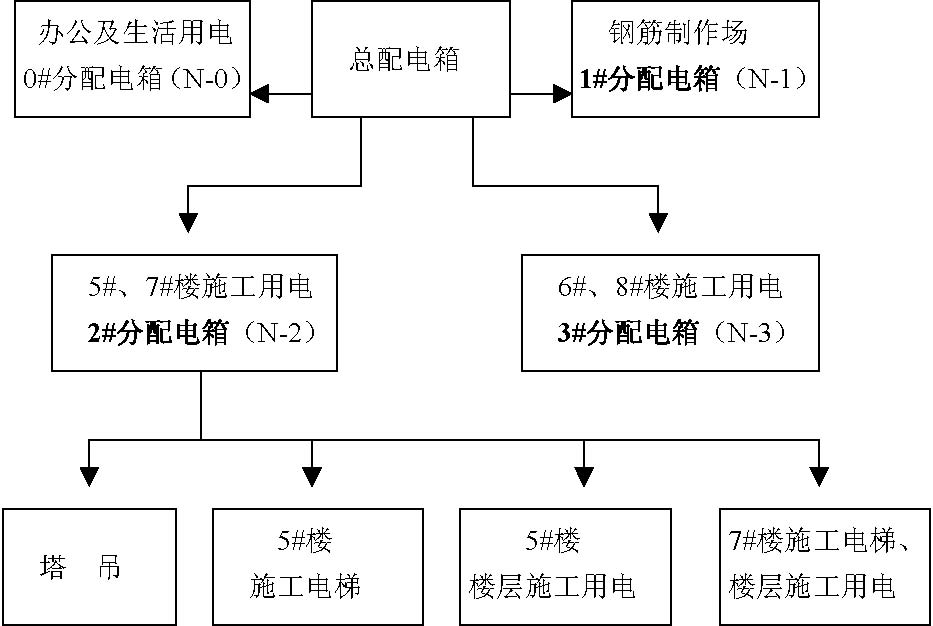 办公及生活用电
0#分配电箱（N-0）
总配电箱
钢筋制作场
1#分配电箱（N-1）
5#、7#楼施工用电
2#分配电箱（N-2）
6#、8#楼施工用电
3#分配电箱（N-3）
塔 吊
5#楼
施工电梯
5#楼
楼层施工用电
7#楼施工电梯、
楼层施工用电